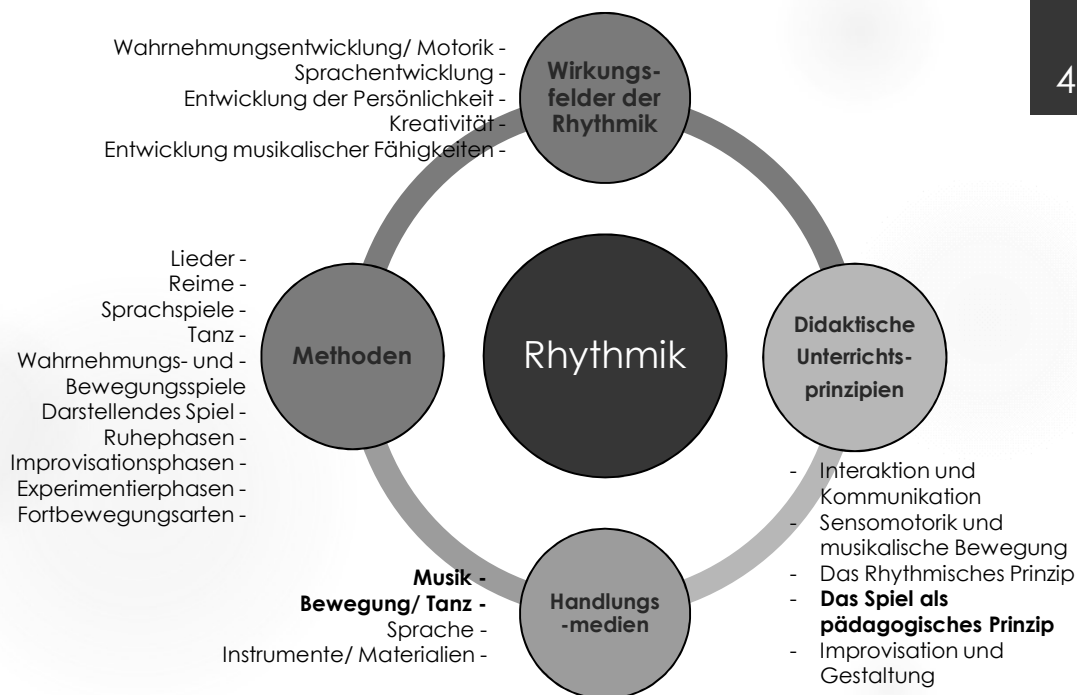 4
Wahrnehmungsentwicklung/ Motorik -
Sprachentwicklung -
Entwicklung der Persönlichkeit -
Kreativität -
Entwicklung musikalischer Fähigkeiten -
Wirkungs-
felder der
Rhythmik
Lieder -
Reime -
Sprachspiele -
Tanz -
Wahrnehmungs- und -
Bewegungsspiele
Darstellendes Spiel -
Ruhephasen -
Improvisationsphasen -
Experimentierphasen -
Fortbewegungsarten -
Methoden
Rhythmik
Didaktische
Unterrichts-
prinzipien
- Interaktion und
Kommunikation
- Sensomotorik und
musikalische Bewegung
- Das Rhythmisches Prinzip
- Das Spiel als
pädagogisches Prinzip
- Improvisation und
Gestaltung
Musik -
Bewegung/ Tanz -
Sprache -
Instrumente/ Materialien -
Handlungs
-medien